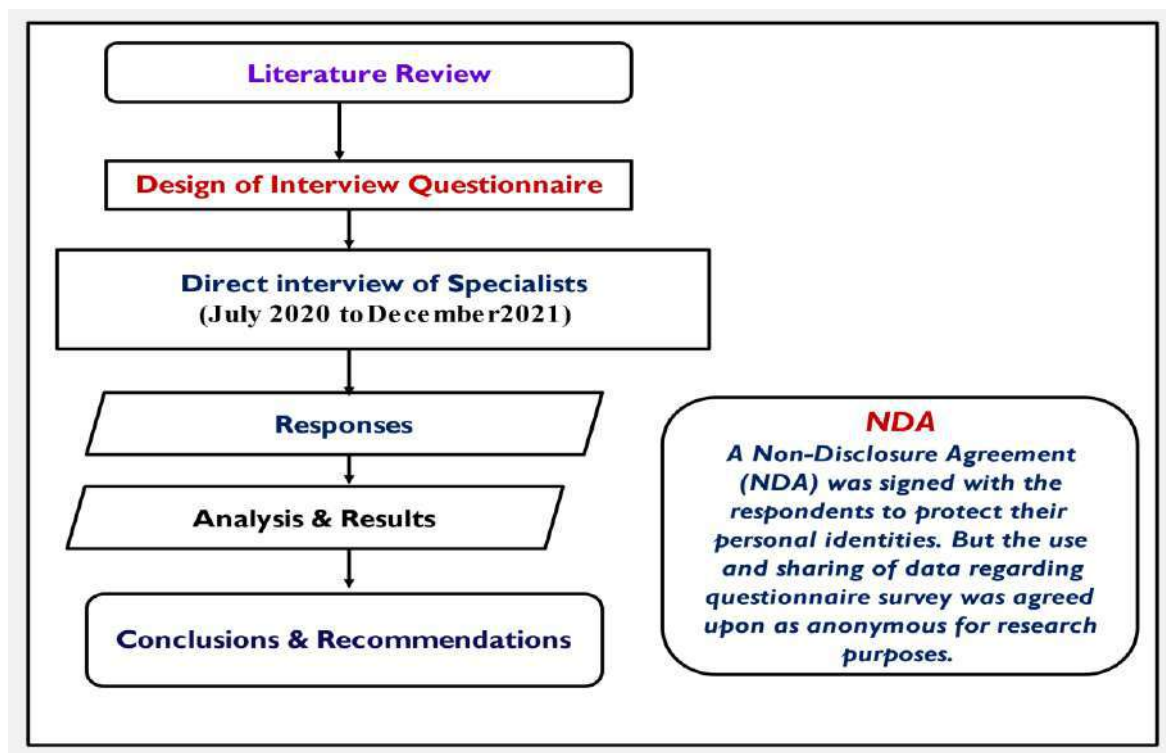 Literature Review
Design of Interview Questionnaire
Direct interview of Specialists
(July 2020 to December2021)
Responses
Analysis & Results
Conclusions & Recommendations
NDA
A Non-Disclosure Agreement
(NDA) was signed with the
respondents to protect their
personal identities. But the use
and sharing of data regarding
questionnaire survey was agreed
upon as anonymous for research
purposes.